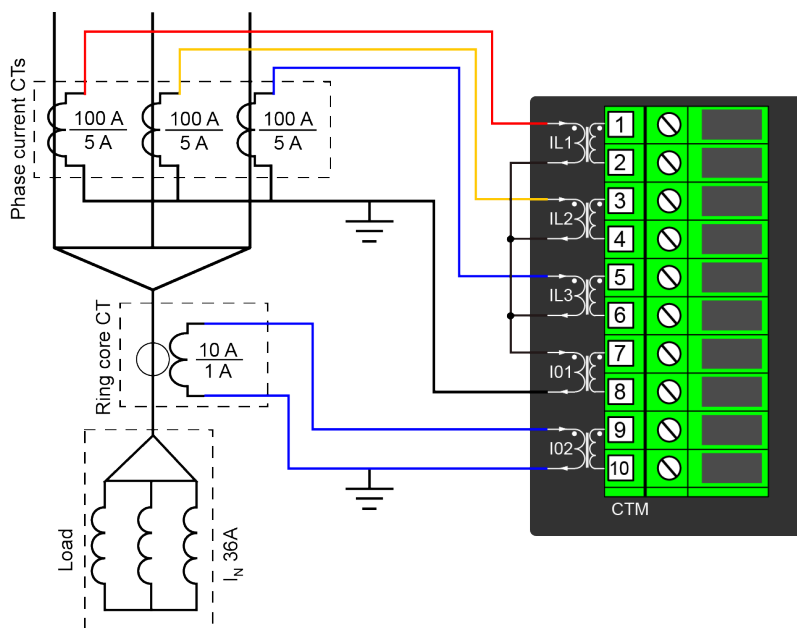 Phase current CTs
100 A
5 A
100 A
5 A
100 A
5 A
IL1
1
2
IL2
3
4
IL3
5
6
I01
7
8
I02
9
10
CTM
Ring core CT
10 A
1 A
Load
IN 36A